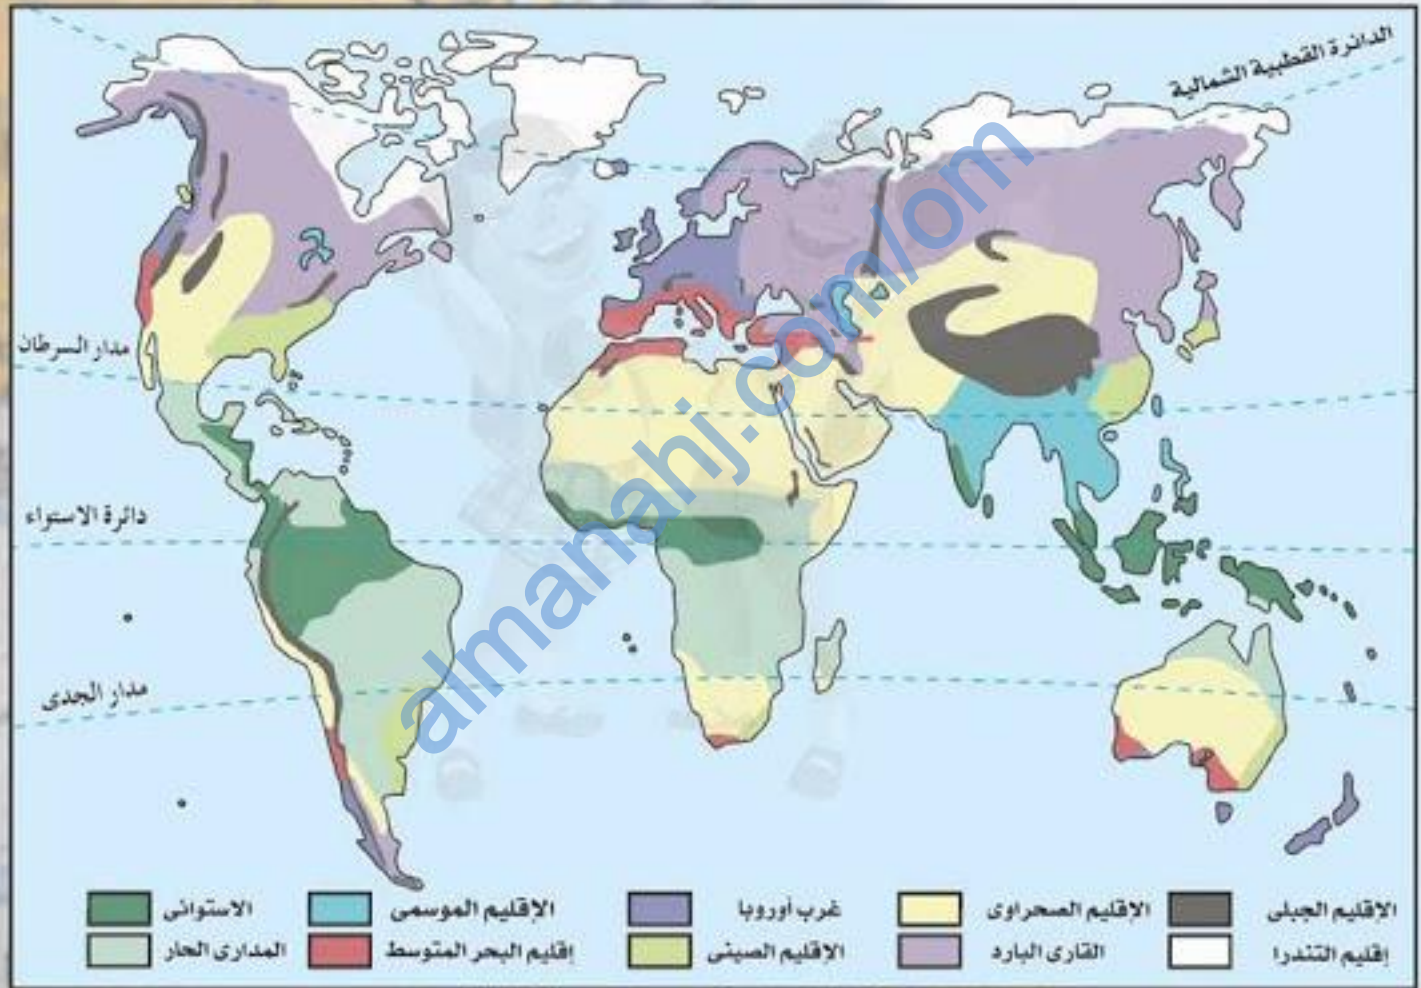 الدائرة القطبية الشمالية
مدار السرطان
دائرة الاستواء
مدار الجدى
almanahj.com/om
الإقليم الجبلى
الإقليم الصحراوى
غرب أوروبا
الإقليم الموسمى
الاستوائى
إقليم التندرا
القارى البارد
الإقليم الصينى
إقليم البحر المتوسط
المدارى الحار